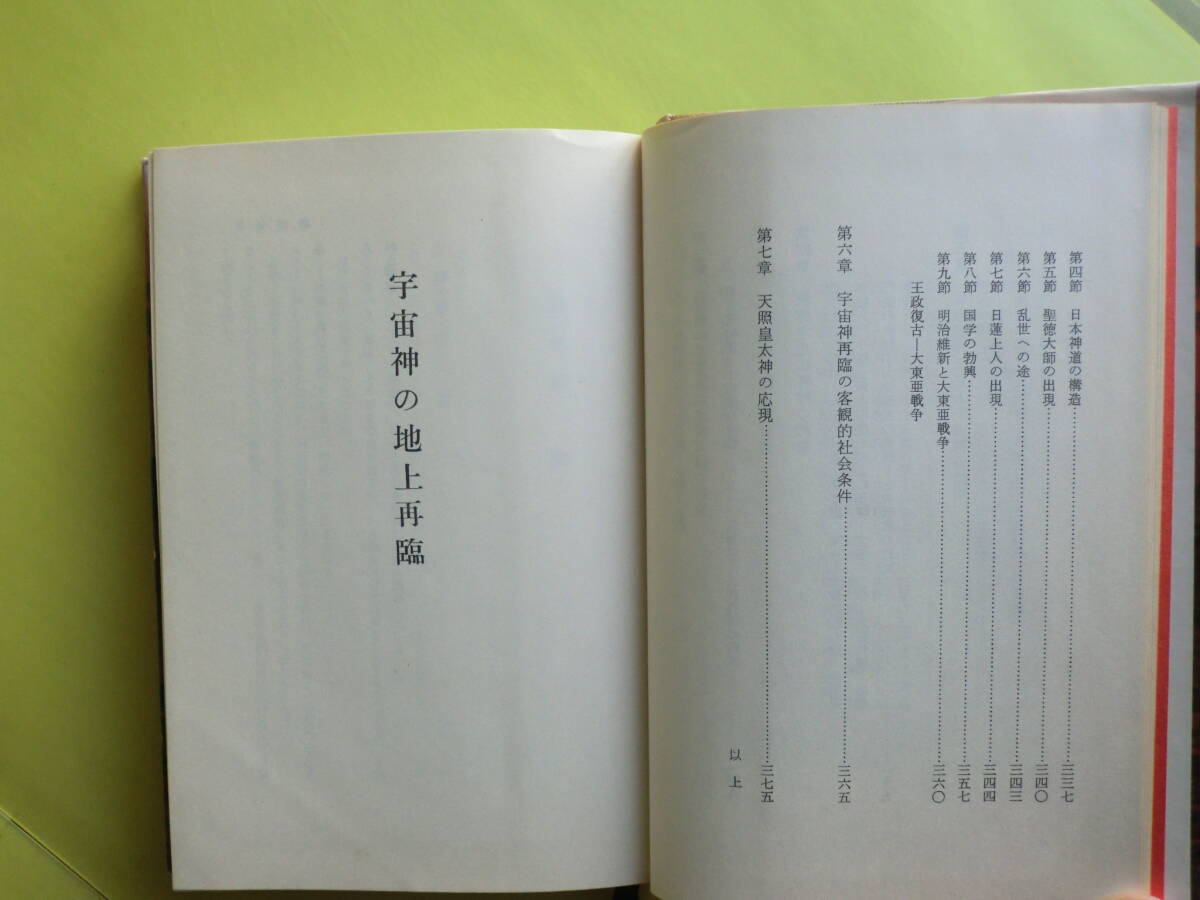 第四節　日本神道の構造……三三七
第五節　聖徳大師の出現……三四〇
第六節　乱世への途……三四三
第七節　日蓮上人の出現……三四四
第八節　国学の勃興……三五七
第九節　明治維新と大東亜戦争……三六〇
王政復古―大東亜戦争
第六章　宇宙神再臨の客観的社会条件……三六五
第七章　天照皇太神の応現……三七五
以上
宇宙神の地上再臨